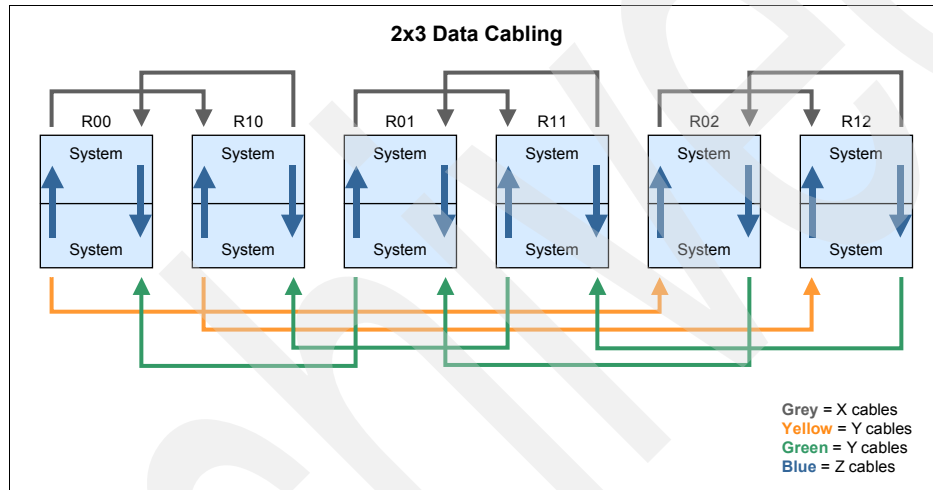 2x3 Data Cabling
R00
R10
R01
R11
R02
R12
System
System
System
System
System
System
System
System
System
System
System
System
Grey = X cables
Yellow = Y cables
Green = Y cables
Blue = Z cables